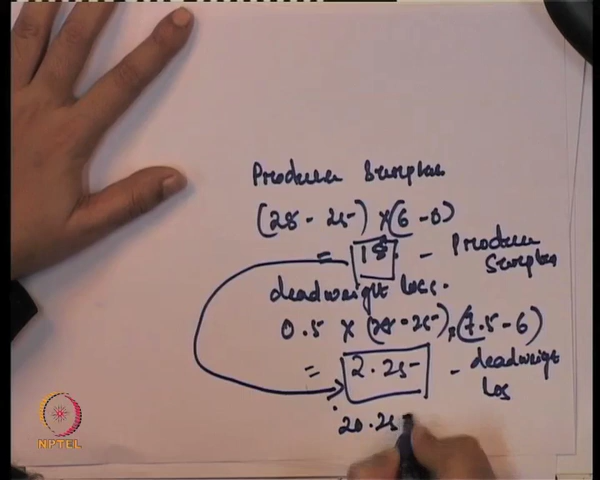 Producer Surplus
(28 - 25) × (6 - 0)
= 18. - Producer Surplus
deadweight loss.
0.5 × (28 - 25) × (7.5 - 6)
= 2.25 - deadweight loss
20.25
NPTEL